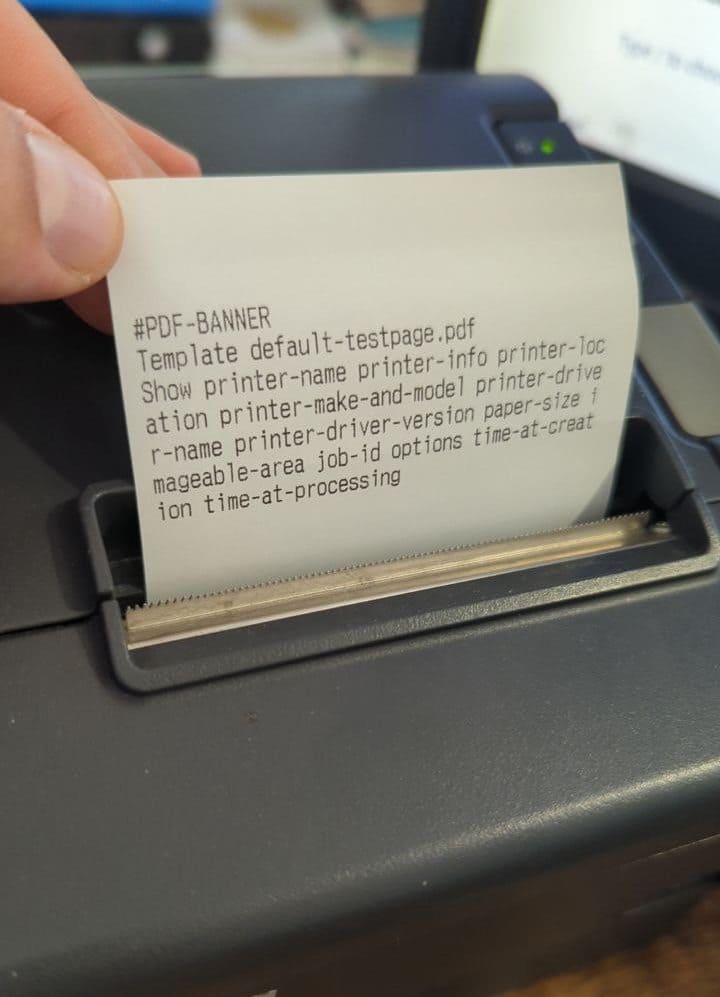 #PDF-BANNER
Template default-testpage.pdf
Show printer-name printer-info printer-loc
ation printer-make-and-model printer-drive
r-name printer-driver-version paper-size i
mageable-area job-id options time-at-creat
ion time-at-processing